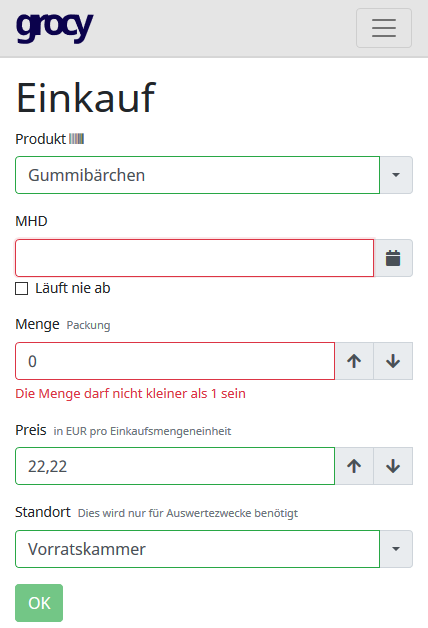 grocy
Einkauf
Produkt
Gummibärchen
MHD
Läuft nie ab
Menge Packung
0
Die Menge darf nicht kleiner als 1 sein
Preis in EUR pro Einkaufsmengeneinheit
22,22
Standort Dies wird nur für Auswertezwecke benötigt
Vorratskammer
OK